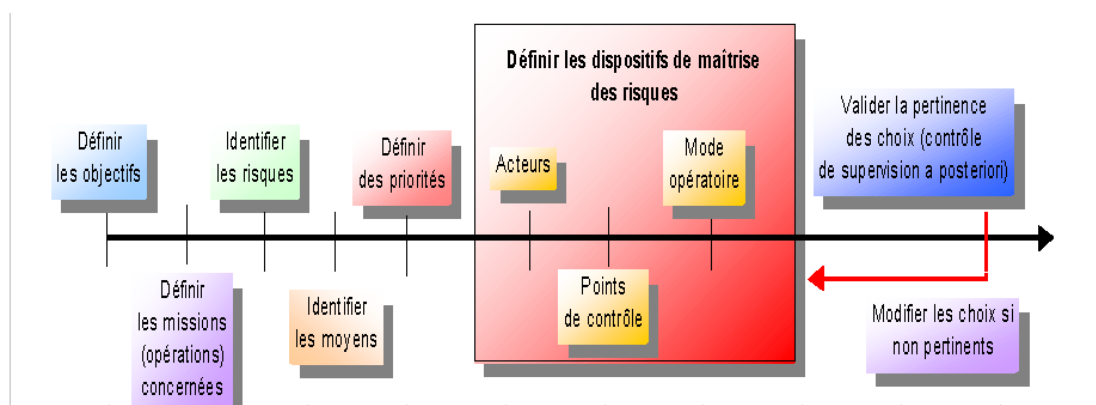 Définir
les objectifs
Définir
les missions
(opérations)
concernées
Identifier
les risques
Identifier
les moyens
Définir
des priorités
Définir les dispositifs de maîtrise
des risques
Acteurs
Points
de contrôle
Mode
opératoire
Valider la pertinence
des choix (contrôle
de supervision a posteriori)
Modifier les choix si
non pertinents